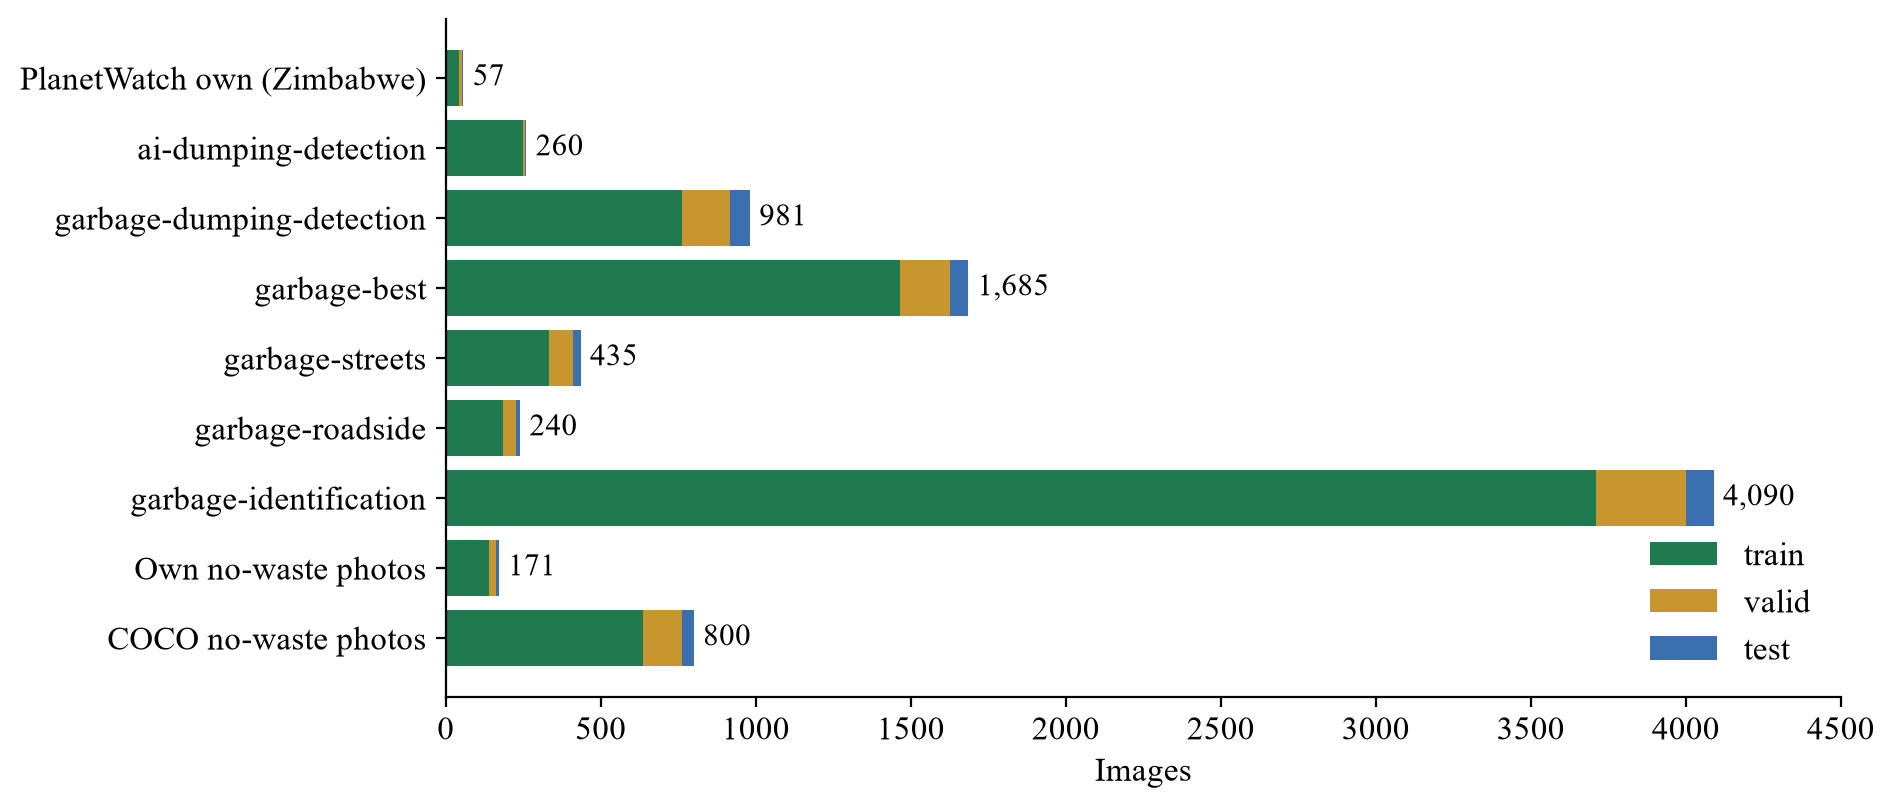 PlanetWatch own (Zimbabwe) 57
ai-dumping-detection 260
garbage-dumping-detection 981
garbage-best 1,685
garbage-streets 435
garbage-roadside 240
garbage-identification 4,090
Own no-waste photos 171
COCO no-waste photos 800
train
valid
test
0 500 1000 1500 2000 2500 3000 3500 4000 4500
Images